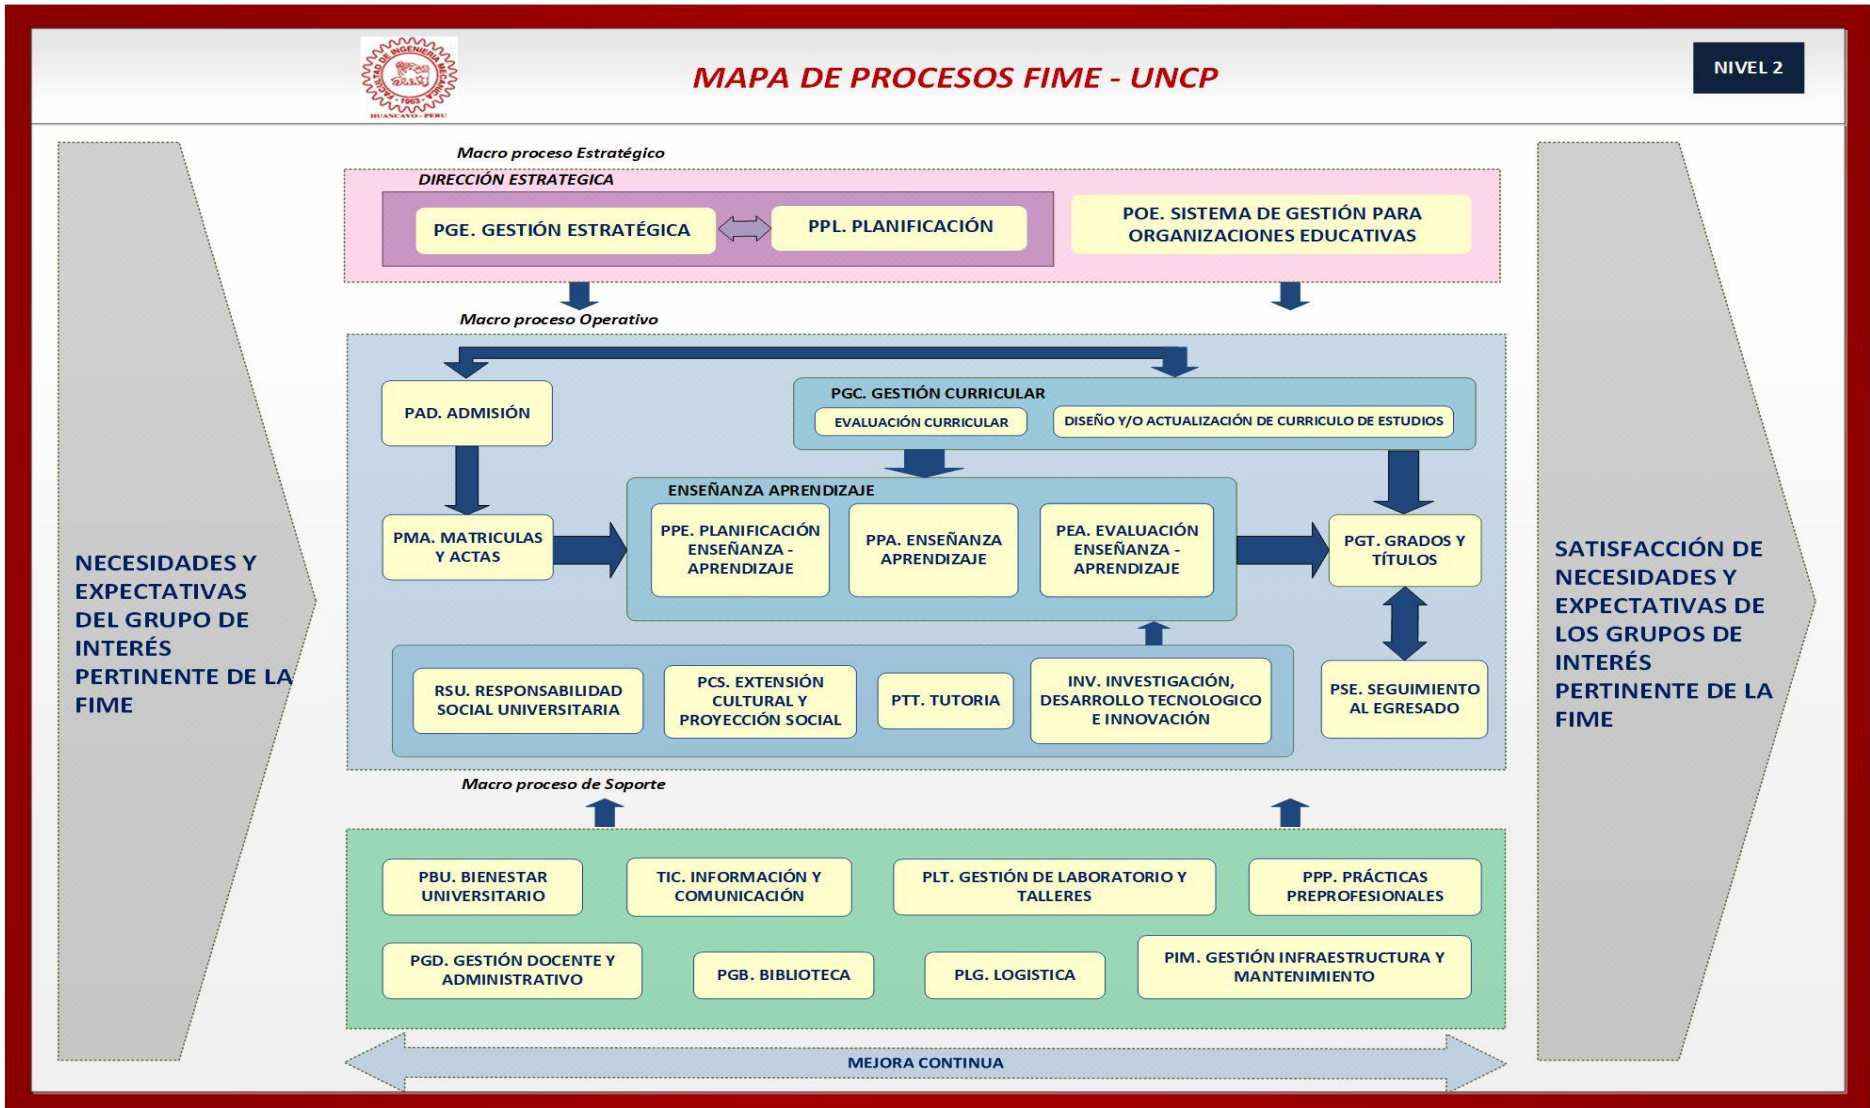 FACULTAD DE INGENIERIA MECANICA
- 1963 -
HUANCAYO - PERU
MAPA DE PROCESOS FIME - UNCP
NIVEL 2
NECESIDADES Y
EXPECTATIVAS
DEL GRUPO DE
INTERÉS
PERTINENTE DE LA
FIME
Macro proceso Estratégico
DIRECCIÓN ESTRATEGICA
PGE. GESTIÓN ESTRATÉGICA
PPL. PLANIFICACIÓN
POE. SISTEMA DE GESTIÓN PARA
ORGANIZACIONES EDUCATIVAS
Macro proceso Operativo
PAD. ADMISIÓN
PGC. GESTIÓN CURRICULAR
EVALUACIÓN CURRICULAR
DISEÑO Y/O ACTUALIZACIÓN DE CURRICULO DE ESTUDIOS
PMA. MATRICULAS
Y ACTAS
ENSEÑANZA APRENDIZAJE
PPE. PLANIFICACIÓN
ENSEÑANZA -
APRENDIZAJE
PPA. ENSEÑANZA
APRENDIZAJE
PEA. EVALUACIÓN
ENSEÑANZA -
APRENDIZAJE
PGT. GRADOS Y
TÍTULOS
RSU. RESPONSABILIDAD
SOCIAL UNIVERSITARIA
PCS. EXTENSIÓN
CULTURAL Y
PROYECCIÓN SOCIAL
PTT. TUTORIA
INV. INVESTIGACIÓN,
DESARROLLO TECNOLOGICO
E INNOVACIÓN
PSE. SEGUIMIENTO
AL EGRESADO
Macro proceso de Soporte
PBU. BIENESTAR
UNIVERSITARIO
TIC. INFORMACIÓN Y
COMUNICACIÓN
PLT. GESTIÓN DE LABORATORIO Y
TALLERES
PPP. PRÁCTICAS
PREPROFESIONALES
PGD. GESTIÓN DOCENTE Y
ADMINISTRATIVO
PGB. BIBLIOTECA
PLG. LOGISTICA
PIM. GESTIÓN INFRAESTRUCTURA Y
MANTENIMIENTO
MEJORA CONTINUA
SATISFACCIÓN DE
NECESIDADES Y
EXPECTATIVAS DE
LOS GRUPOS DE
INTERÉS
PERTINENTE DE LA
FIME